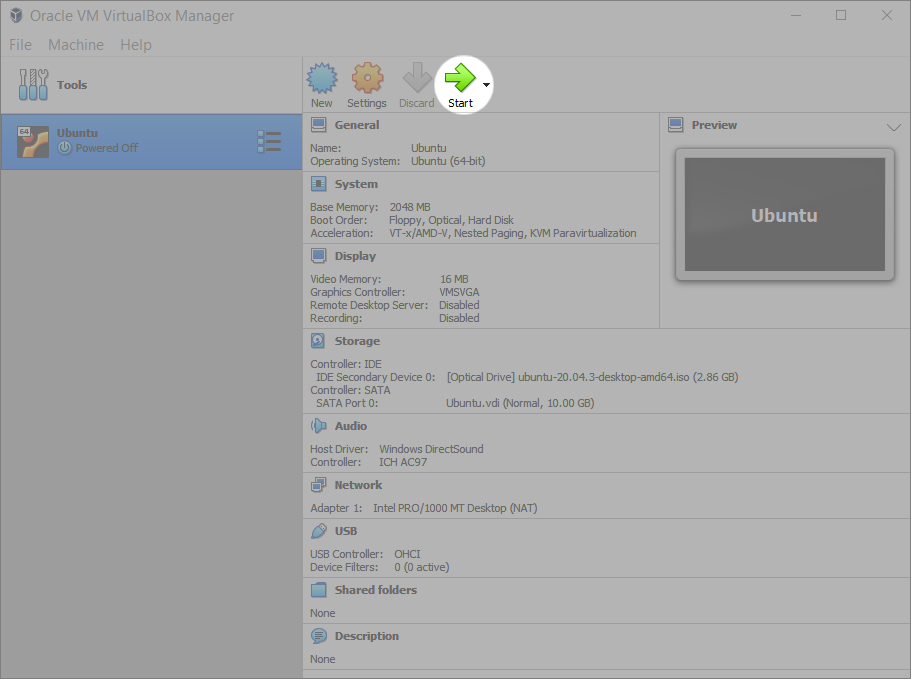 Oracle VM VirtualBox Manager
File Machine Help
Tools
New Settings Discard Start
64
Ubuntu
Powered Off
General
Name: Ubuntu
Operating System: Ubuntu (64-bit)
Preview
Ubuntu
System
Base Memory: 2048 MB
Boot Order: Floppy, Optical, Hard Disk
Acceleration: VT-x/AMD-V, Nested Paging, KVM Paravirtualization
Display
Video Memory: 16 MB
Graphics Controller: VMSVGA
Remote Desktop Server: Disabled
Recording: Disabled
Storage
Controller: IDE
IDE Secondary Device 0: [Optical Drive] ubuntu-20.04.3-desktop-amd64.iso (2.86 GB)
Controller: SATA
SATA Port 0: Ubuntu.vdi (Normal, 10.00 GB)
Audio
Host Driver: Windows DirectSound
Controller: ICH AC97
Network
Adapter 1: Intel PRO/1000 MT Desktop (NAT)
USB
USB Controller: OHCI
Device Filters: 0 (0 active)
Shared folders
None
Description
None